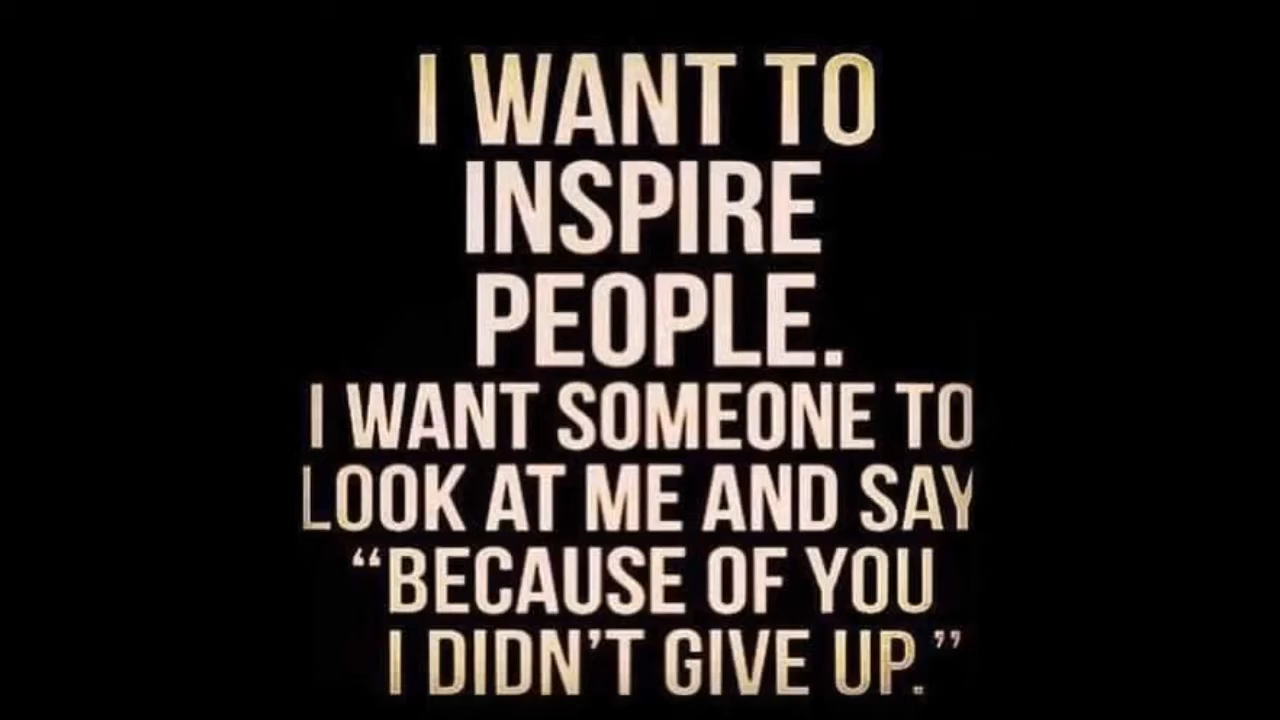 I WANT TO
INSPIRE
PEOPLE.
I WANT SOMEONE TO
LOOK AT ME AND SAY
“BECAUSE OF YOU
I DIDN’T GIVE UP.”